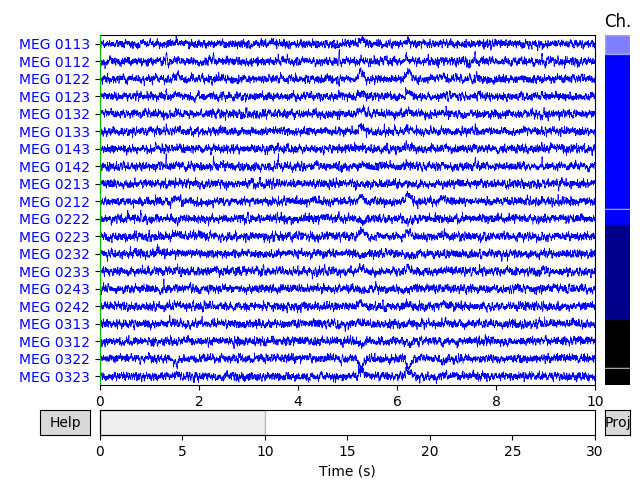 Ch.
MEG 0113
MEG 0112
MEG 0122
MEG 0123
MEG 0132
MEG 0133
MEG 0143
MEG 0142
MEG 0213
MEG 0212
MEG 0222
MEG 0223
MEG 0232
MEG 0233
MEG 0243
MEG 0242
MEG 0313
MEG 0312
MEG 0322
MEG 0323
0 2 4 6 8 10
Help Proj
0 5 10 15 20 25 30
Time (s)